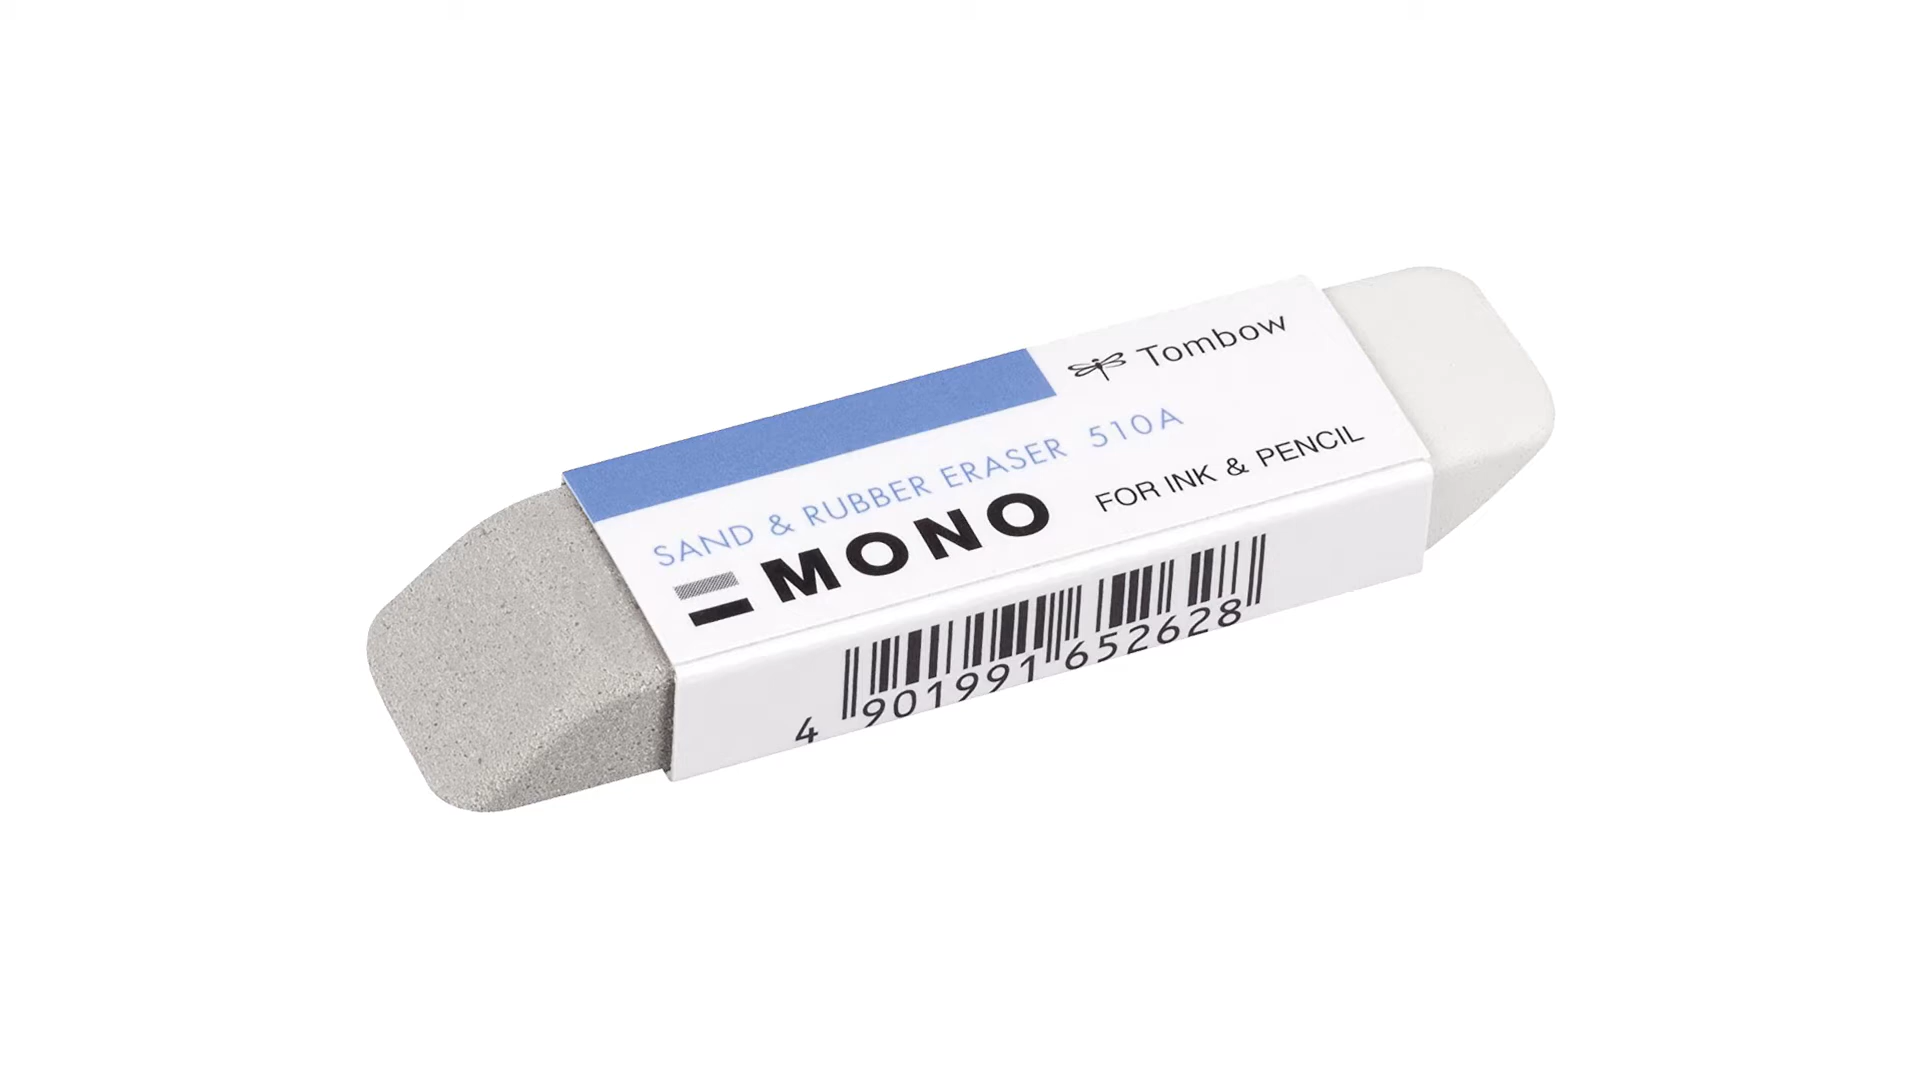 Tombow
SAND & RUBBER ERASER 510A
MONO
FOR INK & PENCIL
4 901991 652628